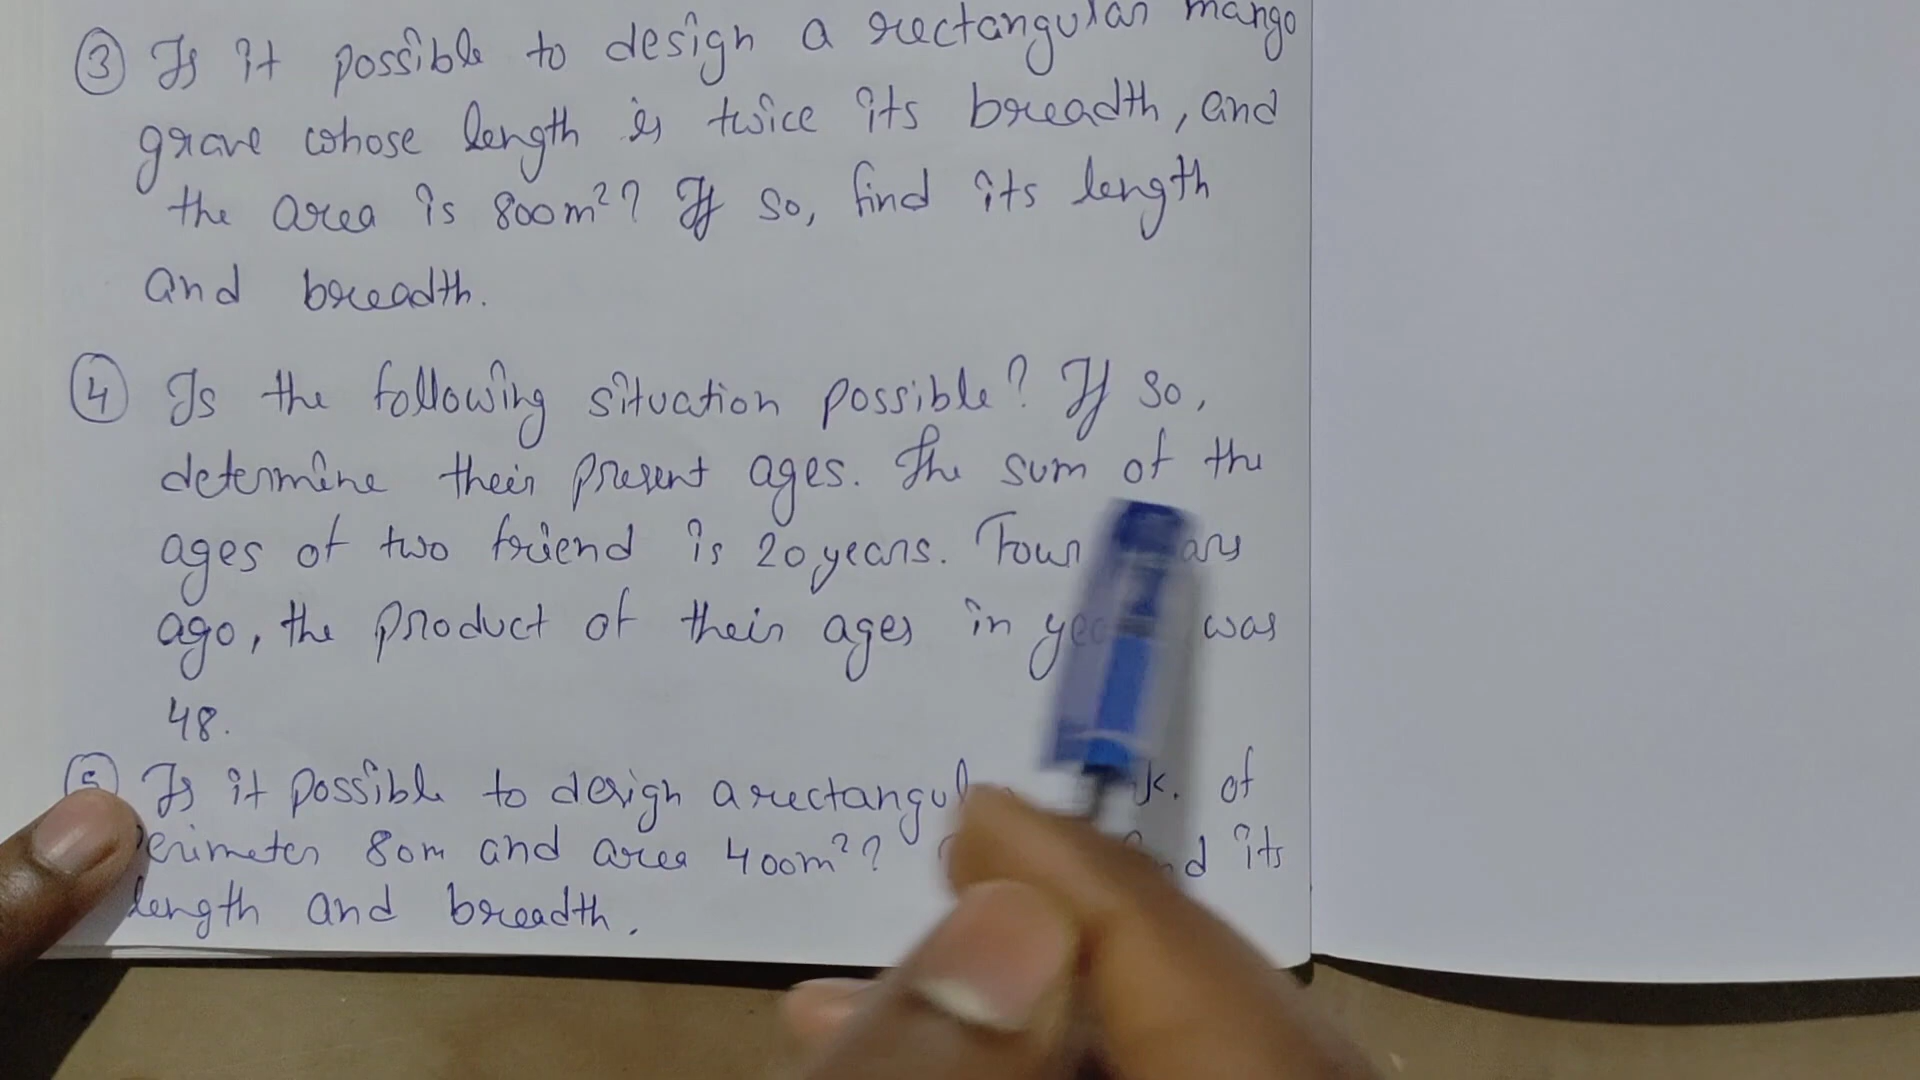 ③ Is it possible to design a rectangular mango
grave whose length is twice its breadth, and
the area is 800m²? If so, find its length
and breadth.
④ Is the following situation possible? If so,
determine their present ages. The sum of the
ages of two friend is 20 years. Four
ago, the product of their ages in was
48.
⑤ Is it possible to design a of
80m and area 400m²? its
length and breadth.